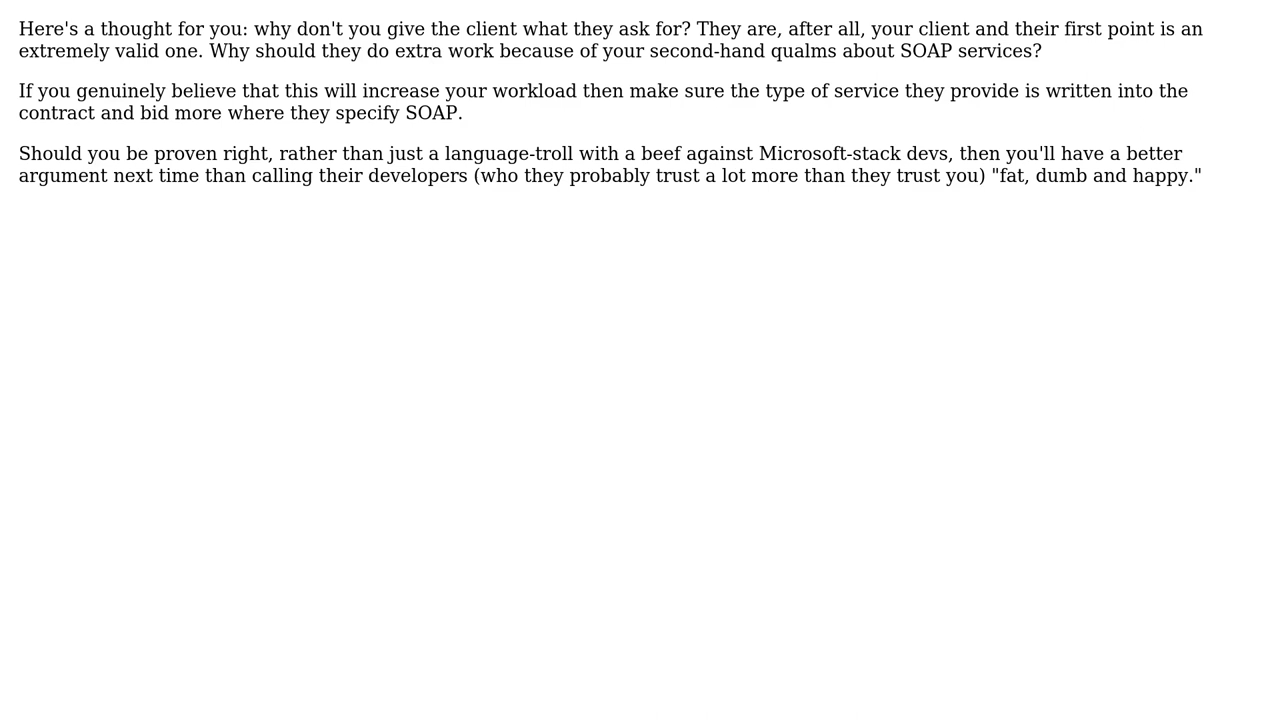 Here's a thought for you: why don't you give the client what they ask for? They are, after all, your client and their first point is an
extremely valid one. Why should they do extra work because of your second-hand qualms about SOAP services?
If you genuinely believe that this will increase your workload then make sure the type of service they provide is written into the
contract and bid more where they specify SOAP.
Should you be proven right, rather than just a language-troll with a beef against Microsoft-stack devs, then you'll have a better
argument next time than calling their developers (who they probably trust a lot more than they trust you) "fat, dumb and happy."